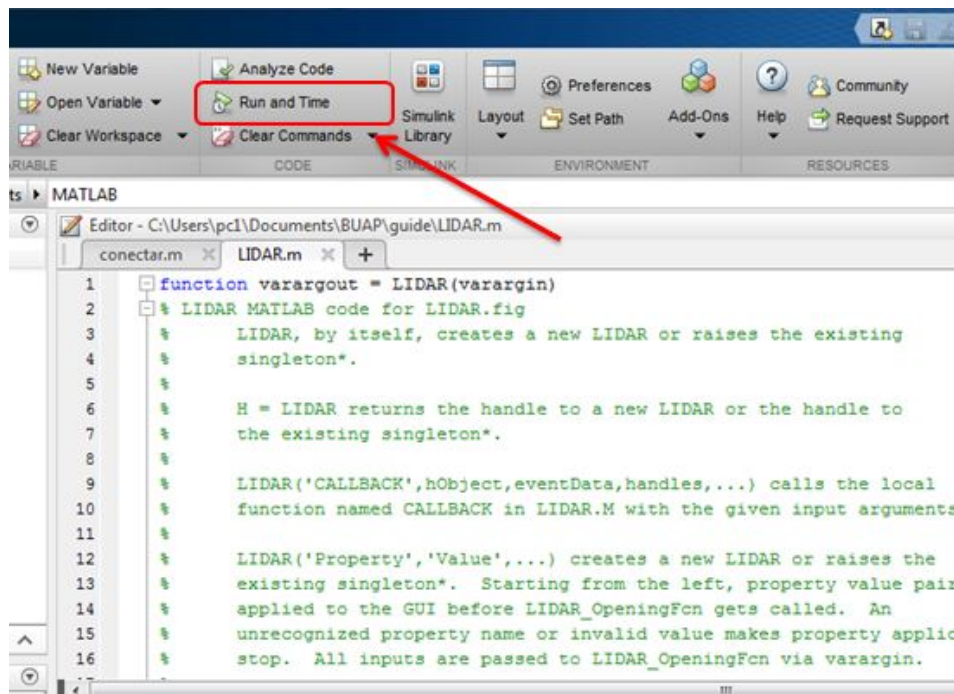 New Variable
Analyze Code
Open Variable
Run and Time
Clear Workspace
Clear Commands
Simulink
Library
Layout
Preferences
Set Path
Add-Ons
Help
Community
Request Support
CODE
ENVIRONMENT
RESOURCES
MATLAB
Editor - C:\Users\pc1\Documents\BUAP\guide\LIDAR.m
conectar.m LIDAR.m +
1 function varargout = LIDAR(varargin)
2 % LIDAR MATLAB code for LIDAR.fig
3 % LIDAR, by itself, creates a new LIDAR or raises the existing
4 % singleton*.
5 %
6 % H = LIDAR returns the handle to a new LIDAR or the handle to
7 % the existing singleton*.
8 %
9 % LIDAR('CALLBACK',hObject,eventData,handles,...) calls the local
10 % function named CALLBACK in LIDAR.M with the given input arguments
11 %
12 % LIDAR('Property','Value',...) creates a new LIDAR or raises the
13 % existing singleton*. Starting from the left, property value pair
14 % applied to the GUI before LIDAR_OpeningFcn gets called. An
15 % unrecognized property name or invalid value makes property applic
16 % stop. All inputs are passed to LIDAR_OpeningFcn via varargin.